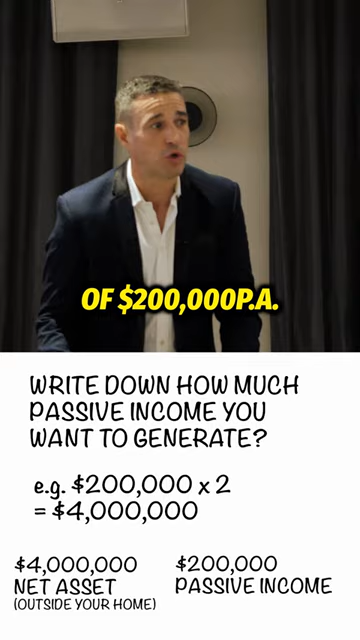 OF $200,000P.A.
WRITE DOWN HOW MUCH
PASSIVE INCOME YOU
WANT TO GENERATE?
e.g. $200,000 x 2
= $4,000,000
$4,000,000
NET ASSET
(OUTSIDE YOUR HOME)
$200,000
PASSIVE INCOME